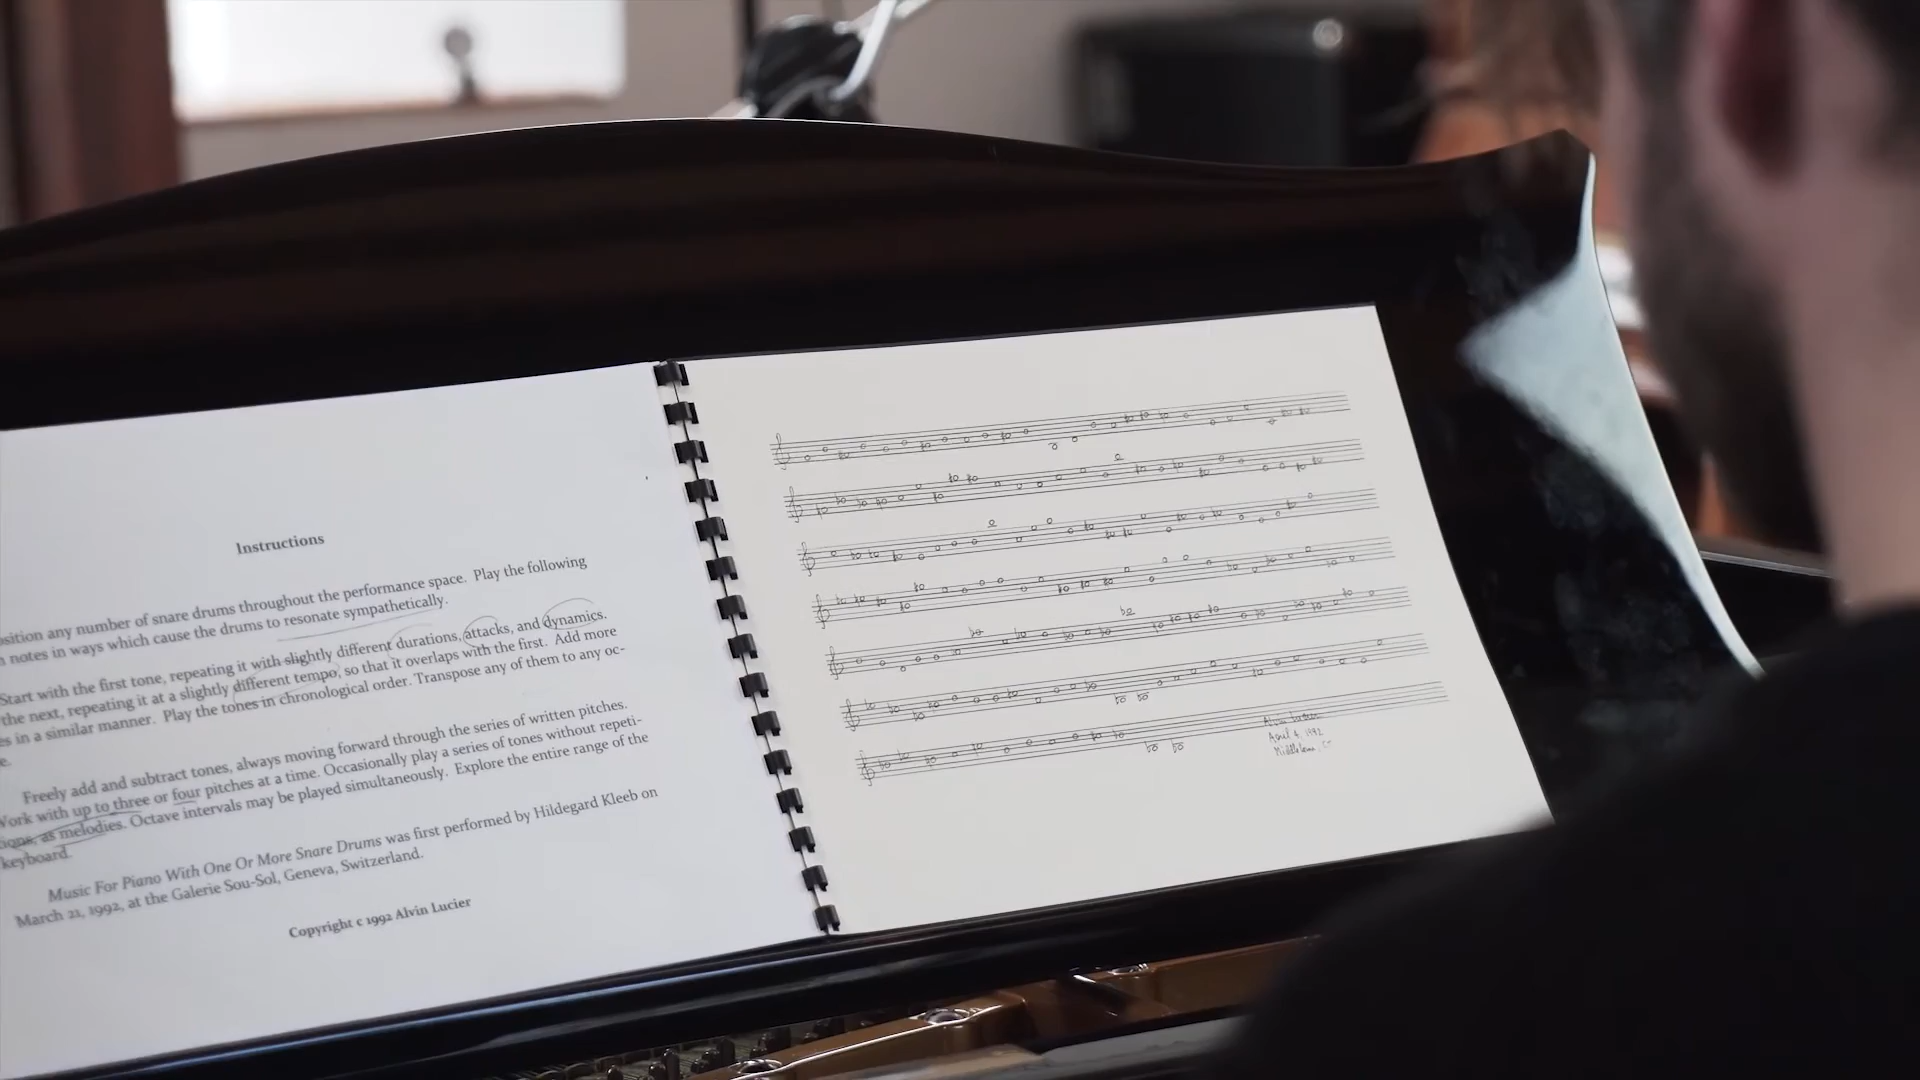 Instructions
osition any number of snare drums throughout the performance space. Play the following
n notes in ways which cause the drums to resonate sympathetically.
Start with the first tone, repeating it with slightly different durations, attacks, and dynamics.
the next, repeating it at a slightly different tempo, so that it overlaps with the first. Add more
es in a similar manner. Play the tones in chronological order. Transpose any of them to any oc-
e.
Freely add and subtract tones, always moving forward through the series of written pitches.
Work with up to three or four pitches at a time. Occasionally play a series of tones without repeti-
tions, as melodies. Octave intervals may be played simultaneously. Explore the entire range of the
keyboard.
Music For Piano With One Or More Snare Drums was first performed by Hildegard Kleeb on
March 21, 1992, at the Galerie Sou-Sol, Geneva, Switzerland.
Copyright c 1992 Alvin Lucier
Alvin Lucier
April 4, 1992
Middletown, CT